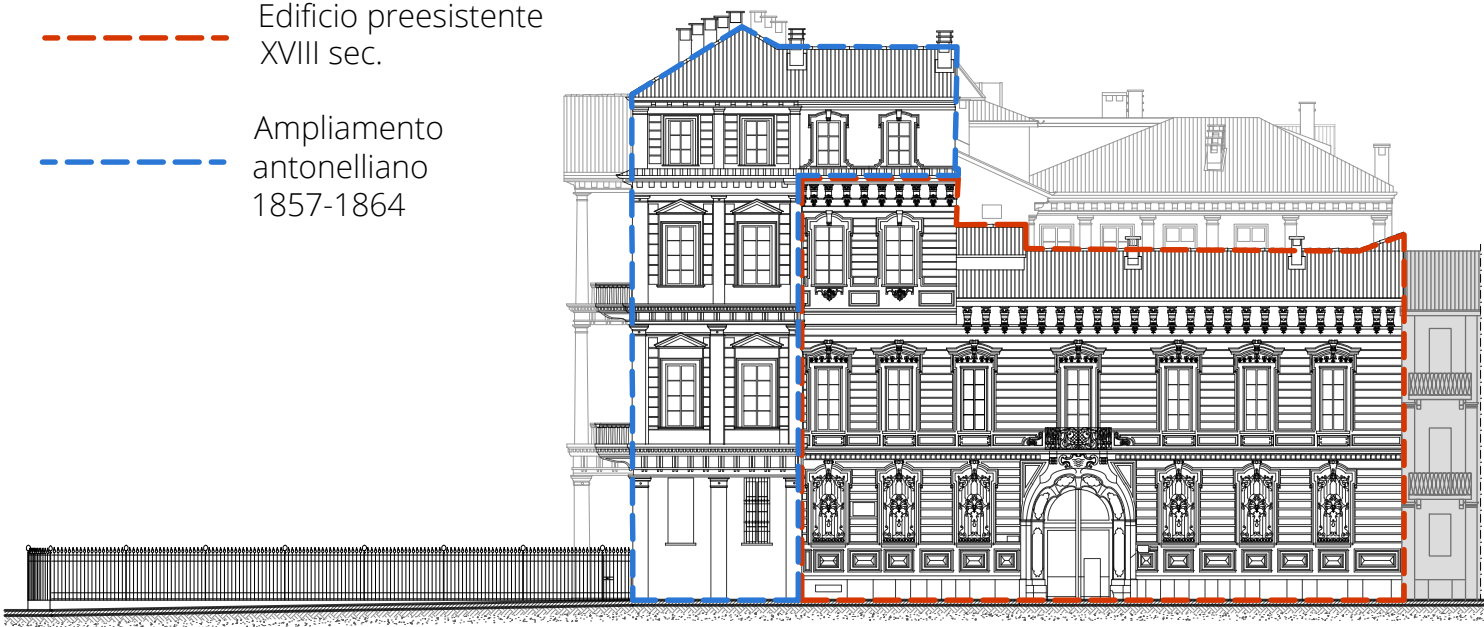 Edificio preesistente
XVIII sec.
Ampliamento
antonelliano
1857-1864